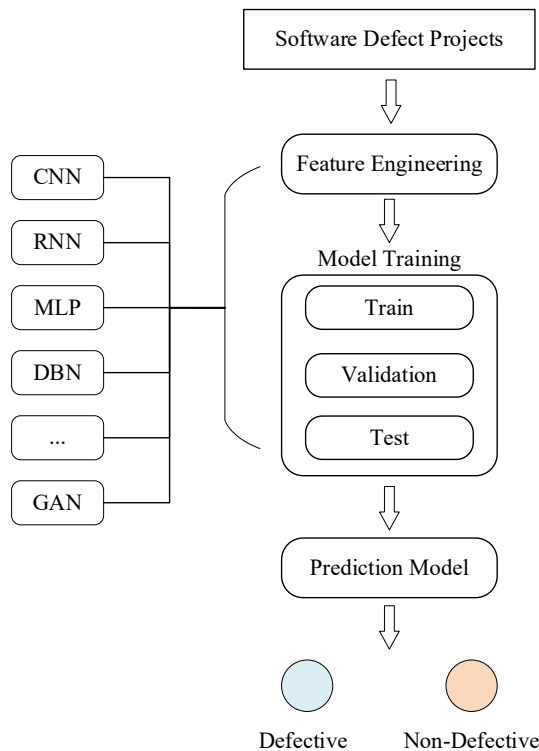 Software Defect Projects
Feature Engineering
Model Training
Train
Validation
Test
CNN
RNN
MLP
DBN
...
GAN
Prediction Model
Defective
Non-Defective